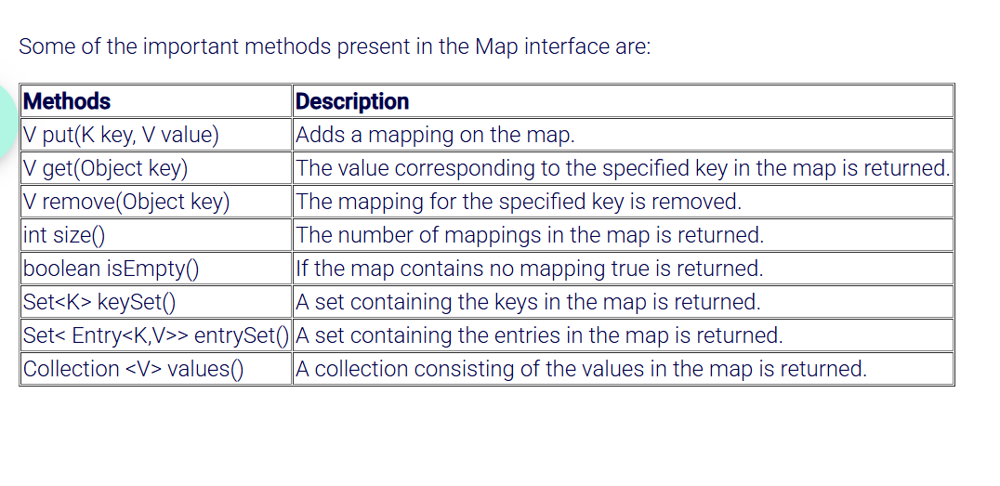 Some of the important methods present in the Map interface are:
Methods Description
V put(K key, V value) Adds a mapping on the map.
V get(Object key) The value corresponding to the specified key in the map is returned.
V remove(Object key) The mapping for the specified key is removed.
int size() The number of mappings in the map is returned.
boolean isEmpty() If the map contains no mapping true is returned.
Set<K> keySet() A set containing the keys in the map is returned.
Set< Entry<K,V>> entrySet() A set containing the entries in the map is returned.
Collection <V> values() A collection consisting of the values in the map is returned.